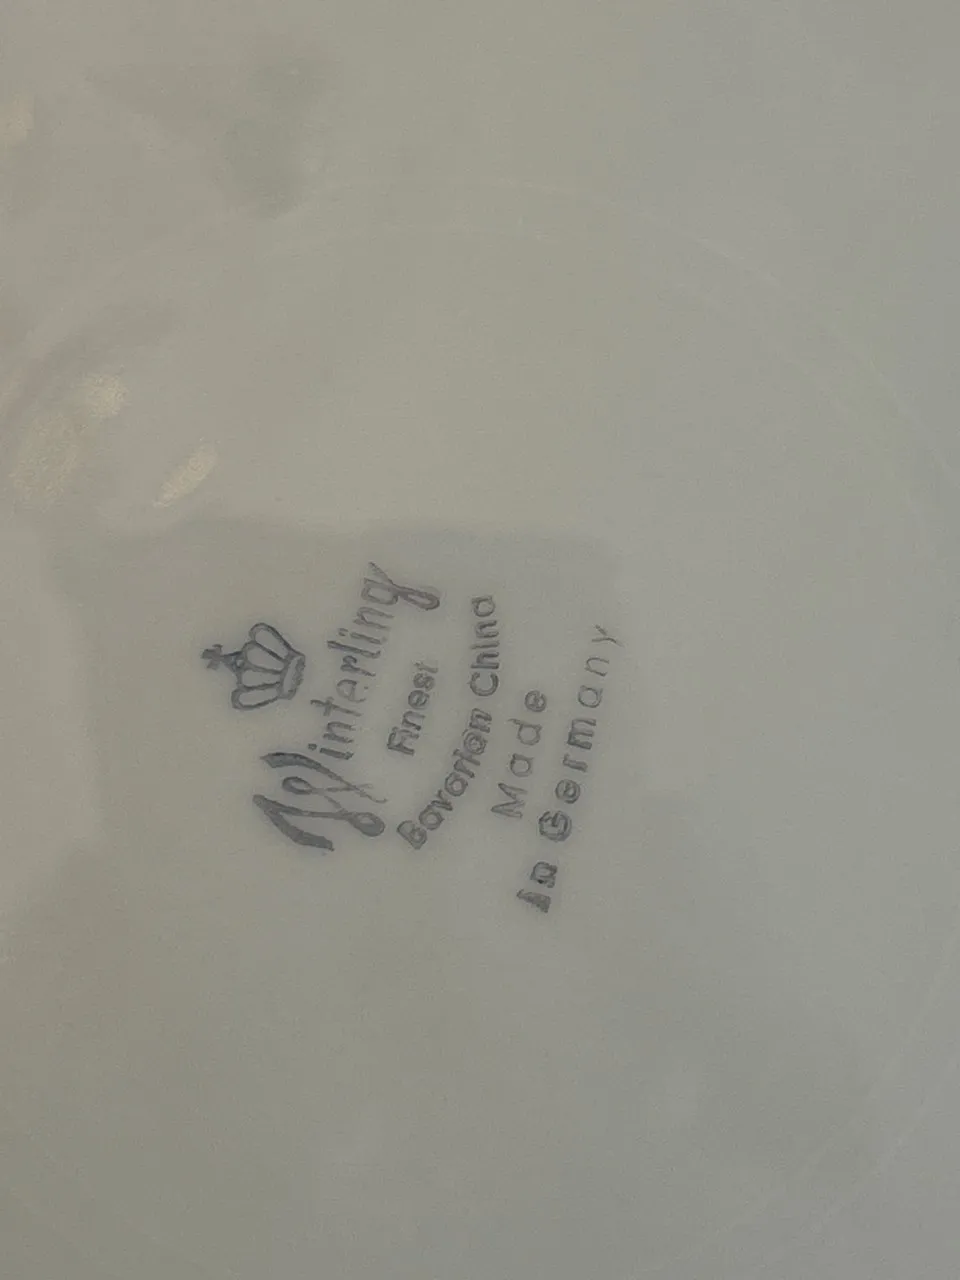 Winterling
Finest
Bavarian China
Made
In Germany